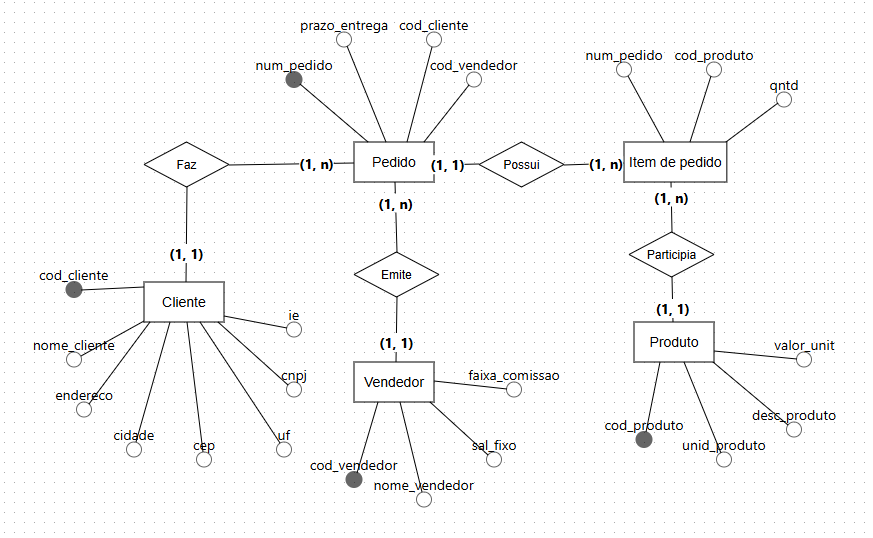 prazo_entrega
cod_cliente
num_pedido
cod_vendedor
num_pedido
cod_produto
qntd
Faz
(1, n)
Pedido
(1, 1)
Possui
(1, n)
Item de pedido
(1, n)
(1, n)
(1, 1)
Emite
Participia
cod_cliente
Cliente
ie
(1, 1)
(1, 1)
Produto
nome_cliente
valor_unit
endereco
cnpj
Vendedor
faixa_comissao
cidade
cep
uf
cod_vendedor
nome_vendedor
sal_fixo
cod_produto
unid_produto
desc_produto